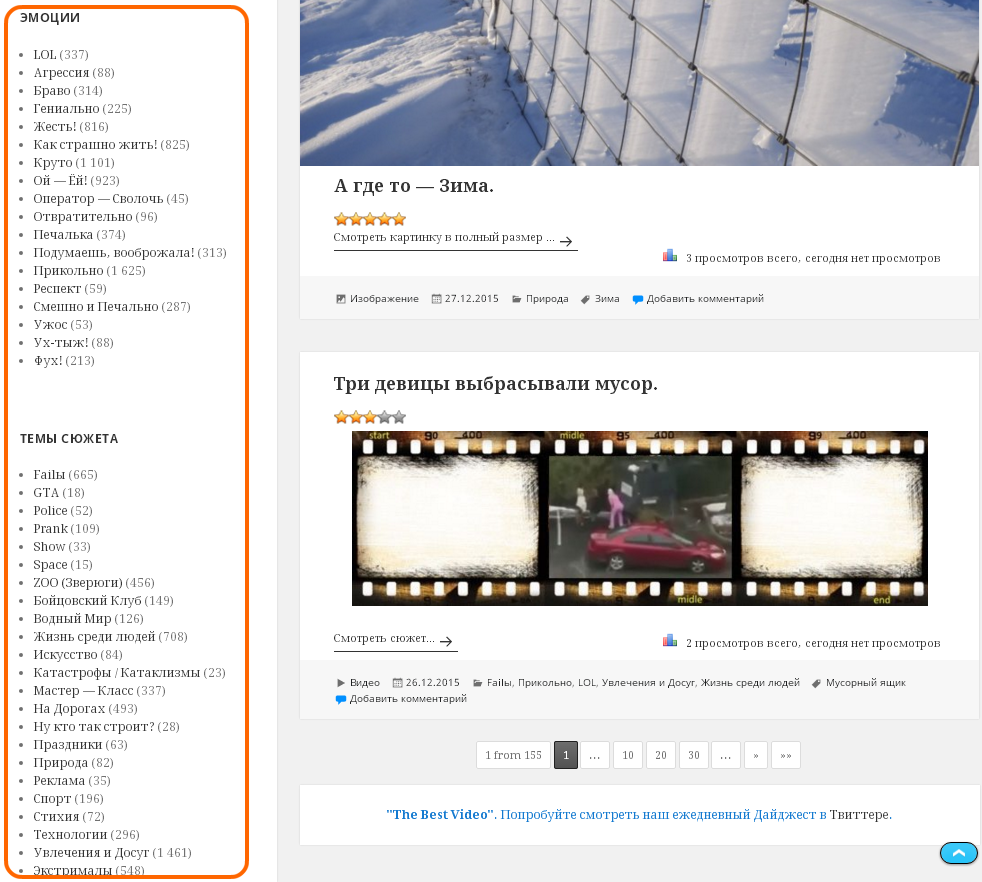 ЭМОЦИИ
LOL (337)
Агрессия (88)
Браво (314)
Гениально (225)
Жесть! (816)
Как страшно жить! (825)
Круто (1 101)
Ой — Ёй! (923)
Оператор — Сволочь (45)
Отвратительно (96)
Печалька (374)
Подумаешь, вооброжала! (313)
Прикольно (1 625)
Респект (59)
Смешно и Печально (287)
Ужос (53)
Ух-тыж! (88)
Фух! (213)
ТЕМЫ СЮЖЕТА
Failы (665)
GTA (18)
Police (52)
Prank (109)
Show (33)
Space (15)
ZOO (Зверюги) (456)
Бойцовский Клуб (149)
Водный Мир (126)
Жизнь среди людей (708)
Искусство (84)
Катастрофы / Катаклизмы (23)
Мастер — Класс (337)
На Дорогах (493)
Ну кто так строит? (28)
Праздники (63)
Природа (82)
Реклама (35)
Спорт (196)
Стихия (72)
Технологии (296)
Увлечения и Досуг (1 461)
Экстрималы (548)
А где то — Зима.
Смотреть картинку в полный размер ... →
3 просмотров всего, сегодня нет просмотров
Изображение 27.12.2015 Природа Зима Добавить комментарий
Три девицы выбрасывали мусор.
start 90 400 midle 95 400 99 400
midle end
Смотреть сюжет... →
2 просмотров всего, сегодня нет просмотров
Видео 26.12.2015 Failы, Прикольно, LOL, Увлечения и Досуг, Жизнь среди людей Мусорный ящик
Добавить комментарий
1 from 155 1 ... 10 20 30 ... » »»
"The Best Video". Попробуйте смотреть наш ежедневный Дайджест в Твиттере.